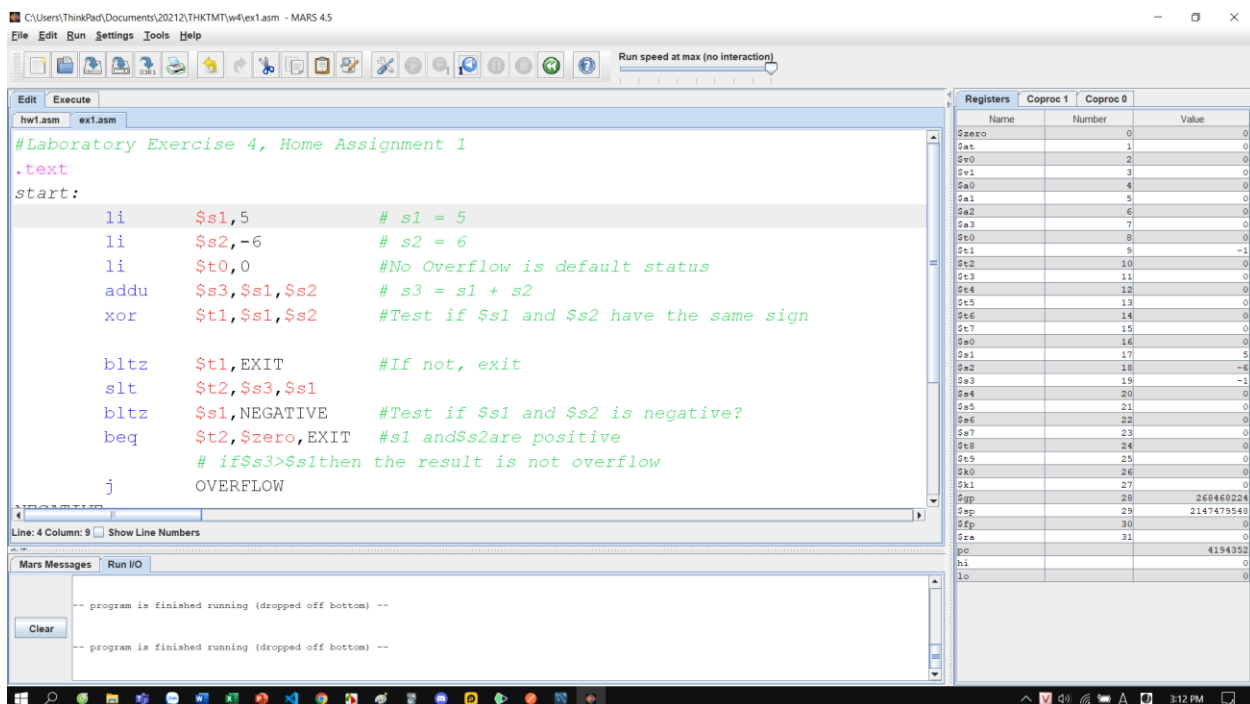 C:\Users\ThinkPad\Documents\20212\THKTMT\w4\ex1.asm - MARS 4.5
File Edit Run Settings Tools Help
Run speed at max (no interaction)
Edit Execute
hw1.asm ex1.asm
#Laboratory Exercise 4, Home Assignment 1
.text
start:
li $s1,5 # s1 = 5
li $s2,-6 # s2 = 6
li $t0,0 #No Overflow is default status
addu $s3,$s1,$s2 # s3 = s1 + s2
xor $t1,$s1,$s2 #Test if $s1 and $s2 have the same sign
bltz $t1,EXIT #If not, exit
slt $t2,$s3,$s1
bltz $s1,NEGATIVE #Test if $s1 and $s2 is negative?
beq $t2,$zero,EXIT #s1 and$s2are positive
# if$s3>$s1then the result is not overflow
j OVERFLOW
Line: 4 Column: 9 Show Line Numbers
Mars Messages Run I/O
-- program is finished running (dropped off bottom) --
-- program is finished running (dropped off bottom) --
Clear
Registers Coproc 1 Coproc 0
Name Number Value
$zero 0 0
$at 1 0
$v0 2 0
$v1 3 0
$a0 4 0
$a1 5 0
$a2 6 0
$a3 7 0
$t0 8 0
$t1 9 -1
$t2 10 0
$t3 11 0
$t4 12 0
$t5 13 0
$t6 14 0
$t7 15 0
$s0 16 0
$s1 17 5
$s2 18 -6
$s3 19 -1
$s4 20 0
$s5 21 0
$s6 22 0
$s7 23 0
$t8 24 0
$t9 25 0
$k0 26 0
$k1 27 0
$gp 28 268468224
$sp 29 2147479548
$fp 30 0
$ra 31 0
pc 4194352
hi 0
lo 0
3:12 PM